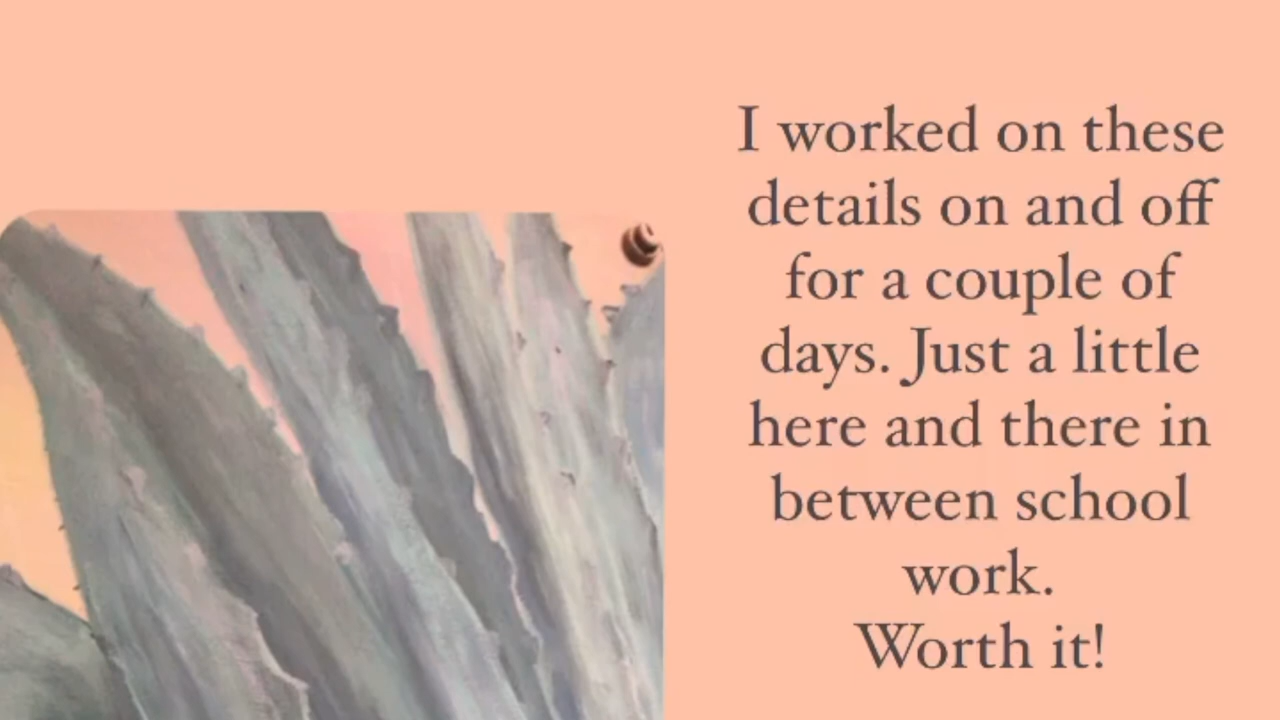 I worked on these
details on and off
for a couple of
days. Just a little
here and there in
between school
work.
Worth it!